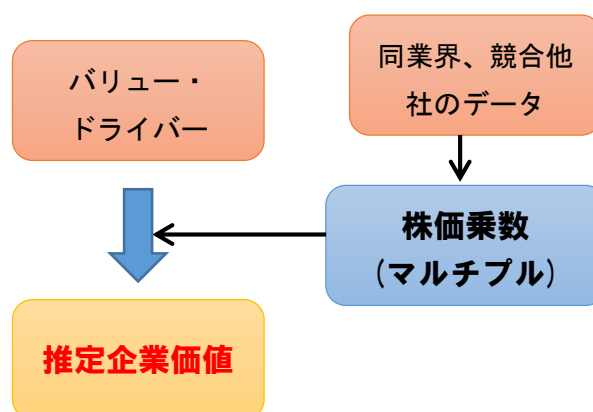 バリュー・
ドライバー
同業界、競合他
社のデータ
株価乗数
(マルチプル)
推定企業価値